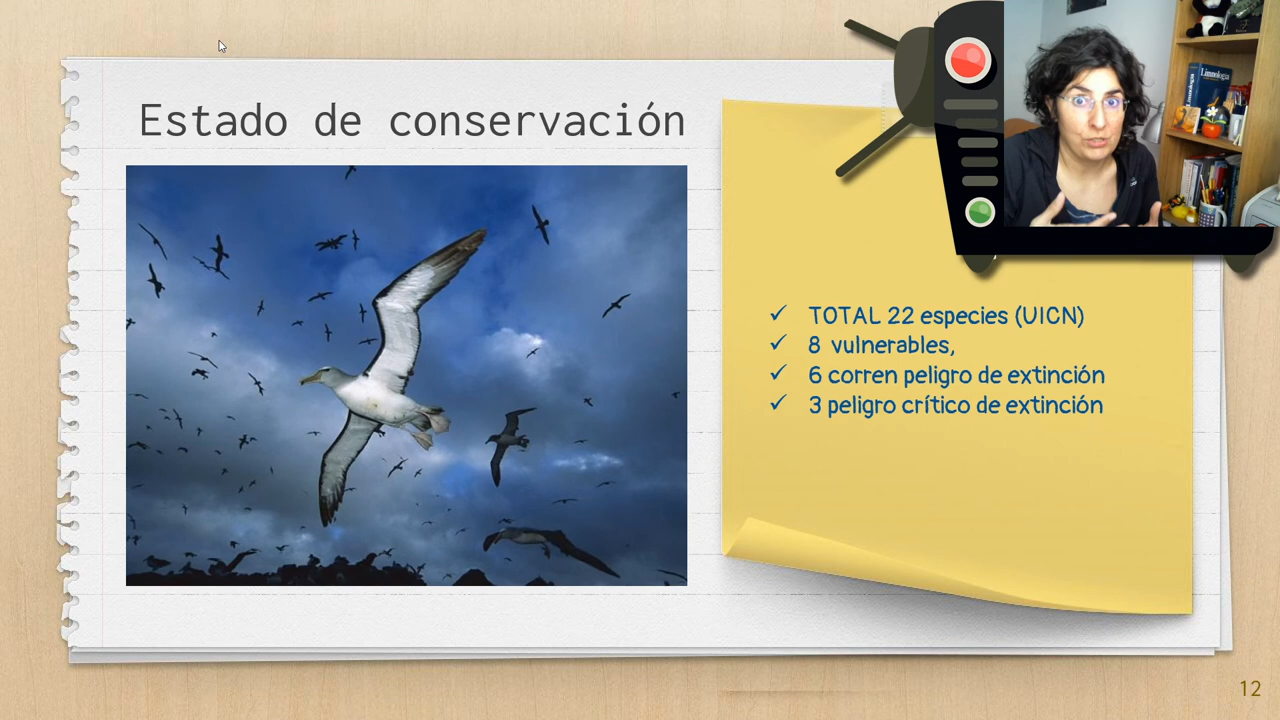 Estado de conservación
TOTAL 22 especies (UICN)
8 vulnerables,
6 corren peligro de extinción
3 peligro crítico de extinción
Limnología
12